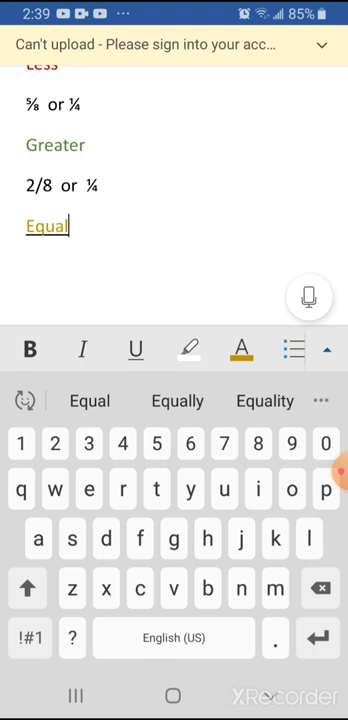 2:39 85%
Can't upload - Please sign into your acc...
Less
⅝ or ¼
Greater
2/8 or ¼
Equal
B I U A
Equal Equally Equality
1 2 3 4 5 6 7 8 9 0
q w e r t y u i o p
a s d f g h j k l
z x c v b n m
!#1 ? English (US) .
XRecorder